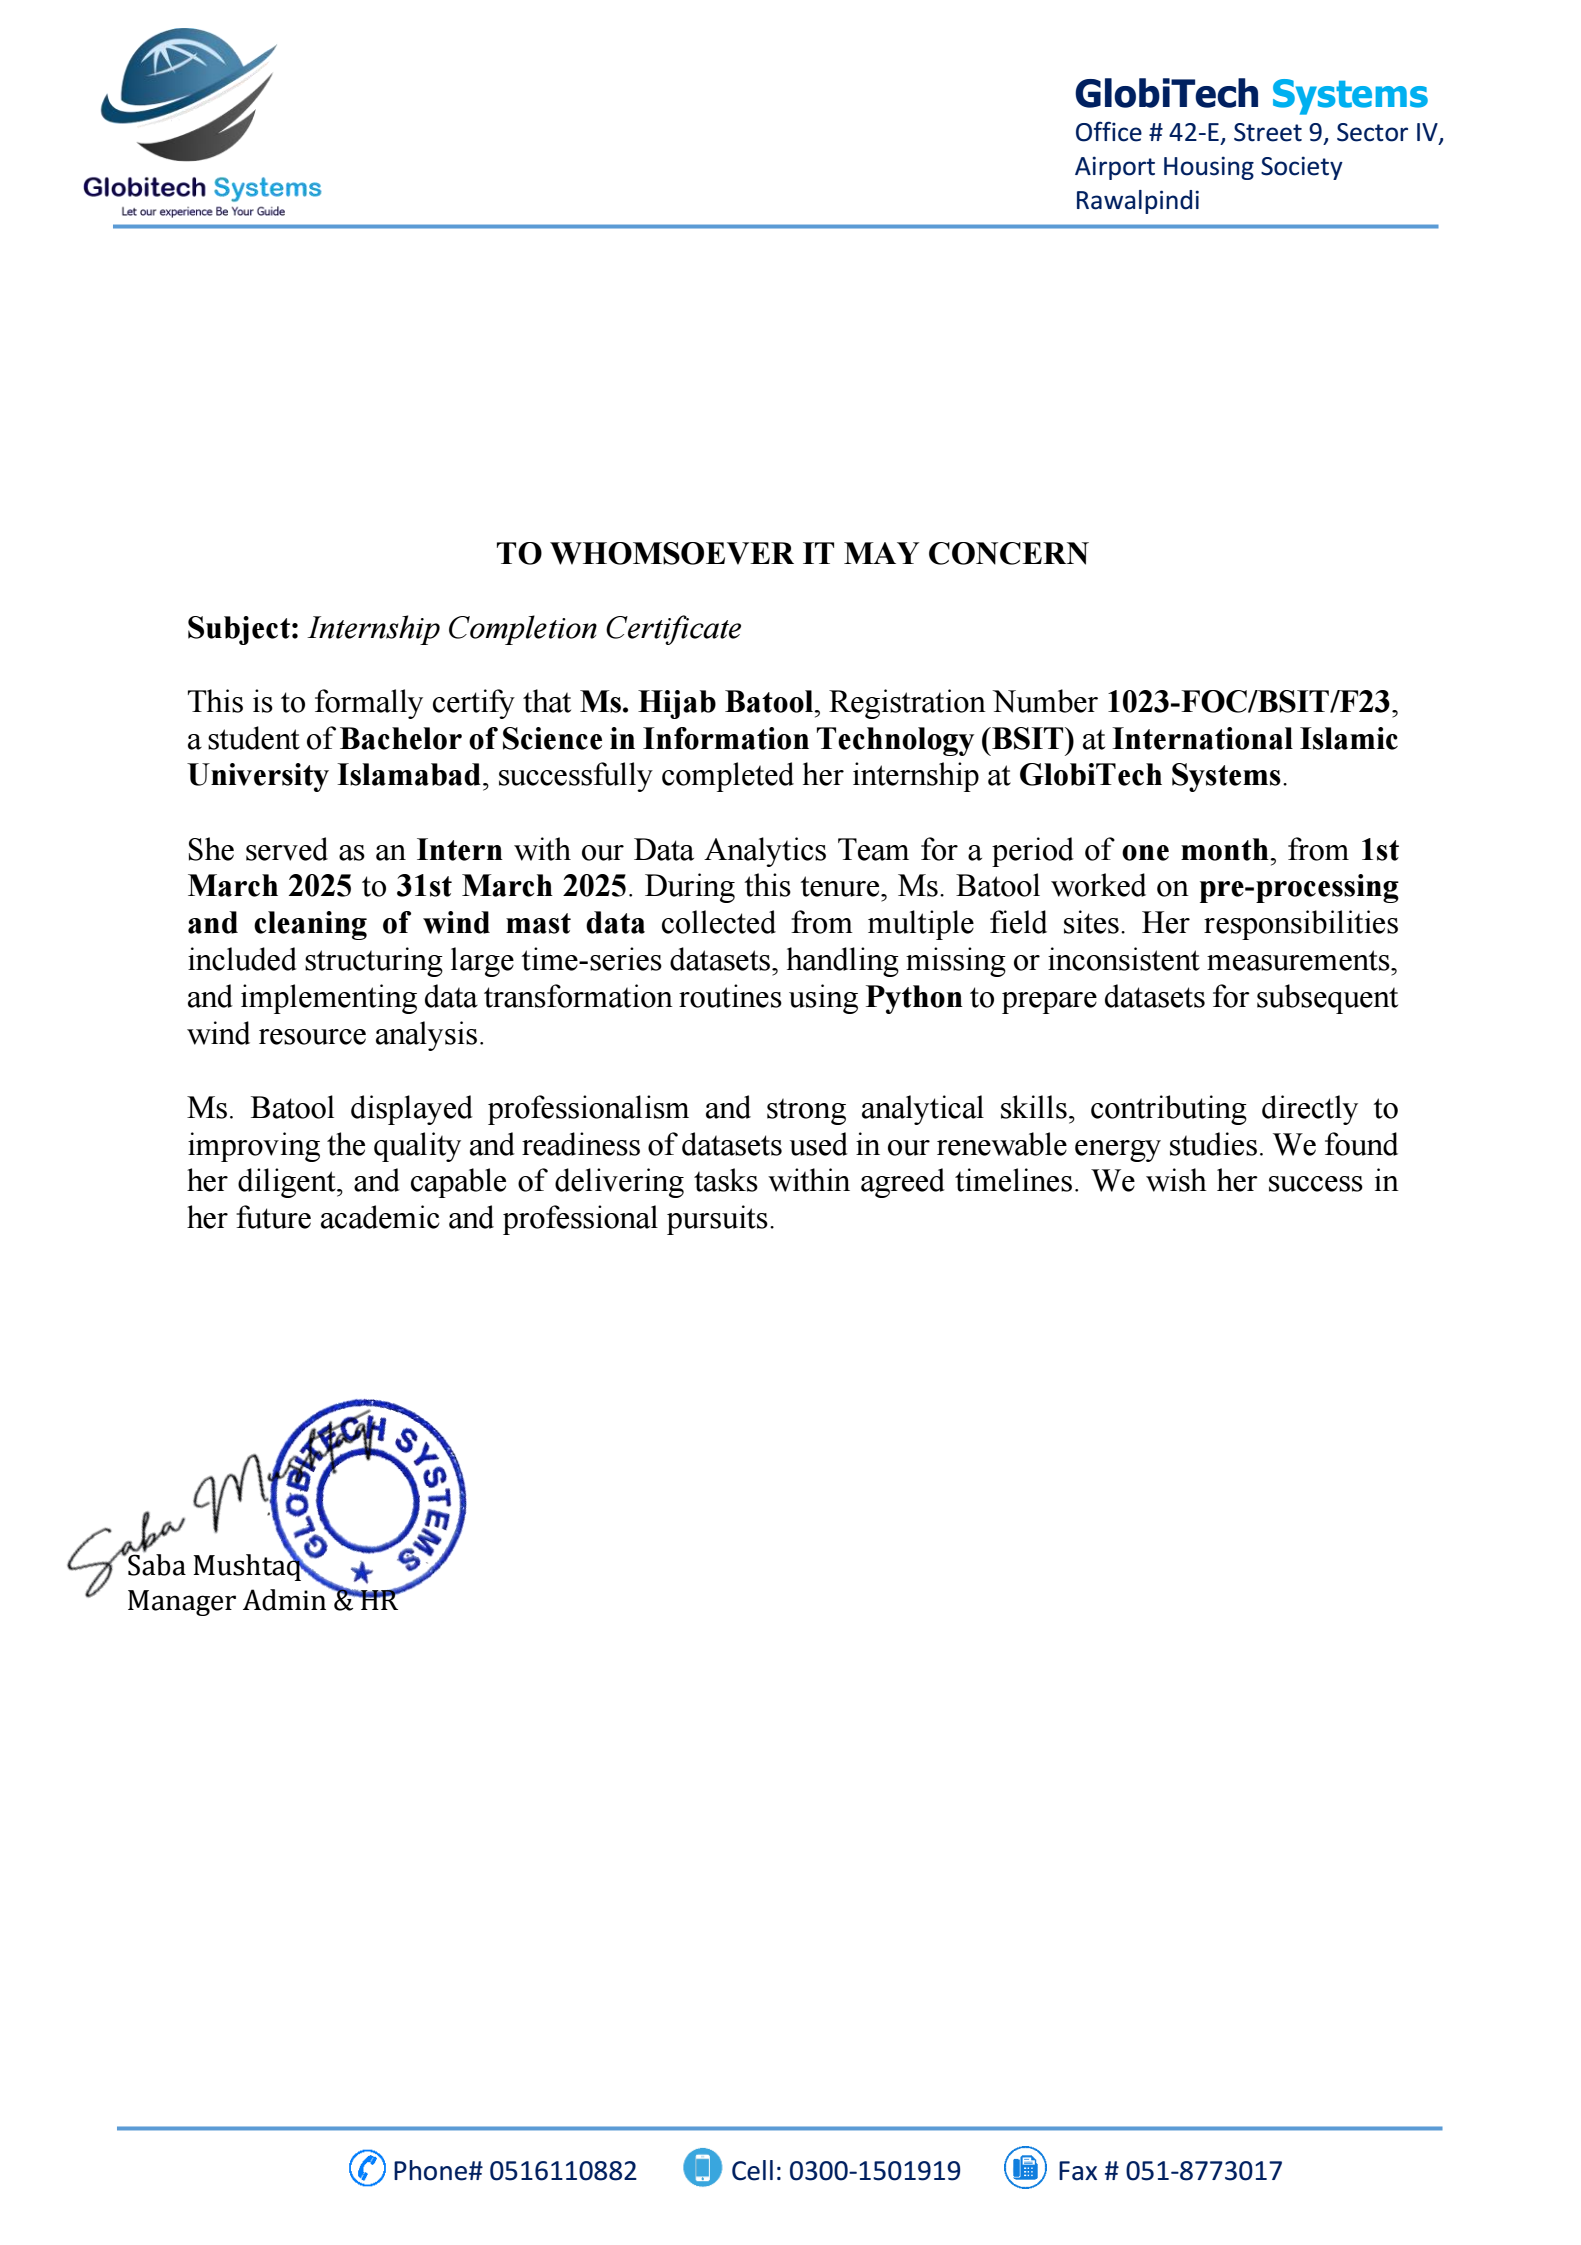 Globitech Systems
Let our experience Be Your Guide
GlobiTech Systems
Office # 42-E, Street 9, Sector IV,
Airport Housing Society
Rawalpindi
TO WHOMSOEVER IT MAY CONCERN
Subject: Internship Completion Certificate
This is to formally certify that Ms. Hijab Batool, Registration Number 1023-FOC/BSIT/F23,
a student of Bachelor of Science in Information Technology (BSIT) at International Islamic
University Islamabad, successfully completed her internship at GlobiTech Systems.
She served as an Intern with our Data Analytics Team for a period of one month, from 1st
March 2025 to 31st March 2025. During this tenure, Ms. Batool worked on pre-processing
and cleaning of wind mast data collected from multiple field sites. Her responsibilities
included structuring large time-series datasets, handling missing or inconsistent measurements,
and implementing data transformation routines using Python to prepare datasets for subsequent
wind resource analysis.
Ms. Batool displayed professionalism and strong analytical skills, contributing directly to
improving the quality and readiness of datasets used in our renewable energy studies. We found
her diligent, and capable of delivering tasks within agreed timelines. We wish her success in
her future academic and professional pursuits.
Saba Mushtaq
GLOBITECH SYSTEMS
Saba Mushtaq
Manager Admin & HR
Phone# 0516110882 Cell: 0300-1501919 Fax # 051-8773017